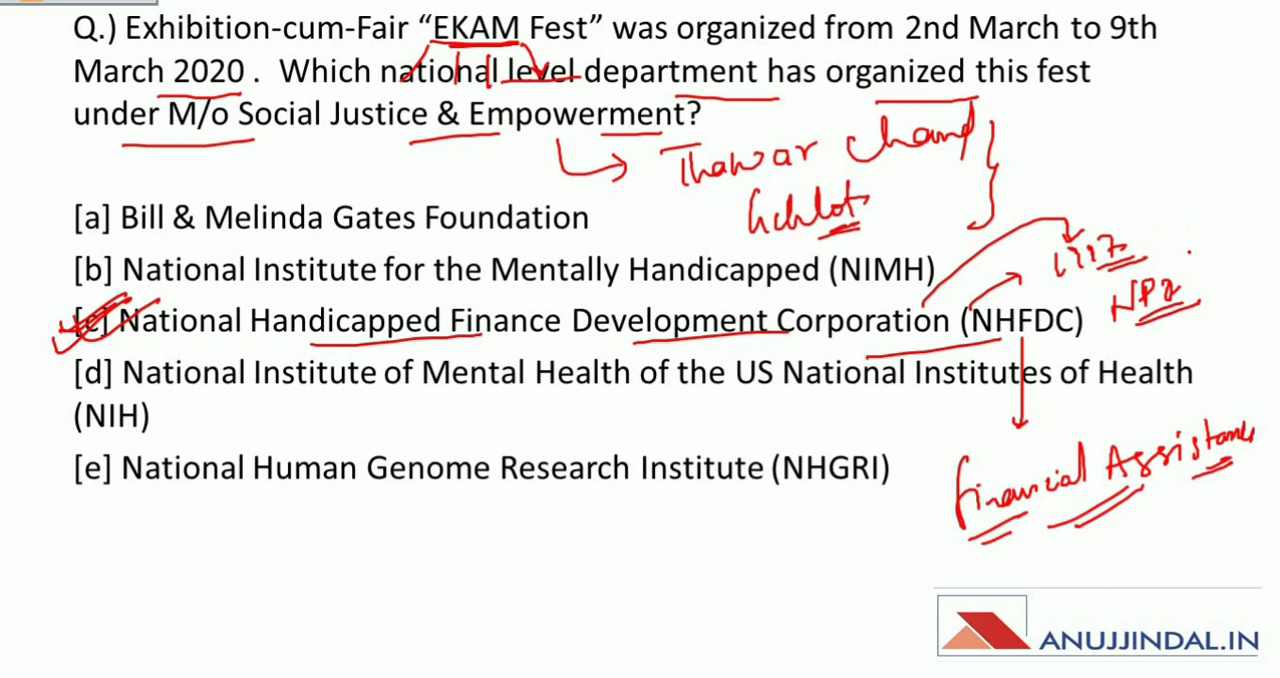 Q.) Exhibition-cum-Fair “EKAM Fest” was organized from 2nd March to 9th
March 2020 . Which national level department has organized this fest
under M/o Social Justice & Empowerment?
Thawar Chand
[a] Bill & Melinda Gates Foundation
[b] National Institute for the Mentally Handicapped (NIMH)
[c] National Handicapped Finance Development Corporation (NHFDC)
[d] National Institute of Mental Health of the US National Institutes of Health
(NIH)
Financial Assistance
[e] National Human Genome Research Institute (NHGRI)
ANUJJINDAL.IN